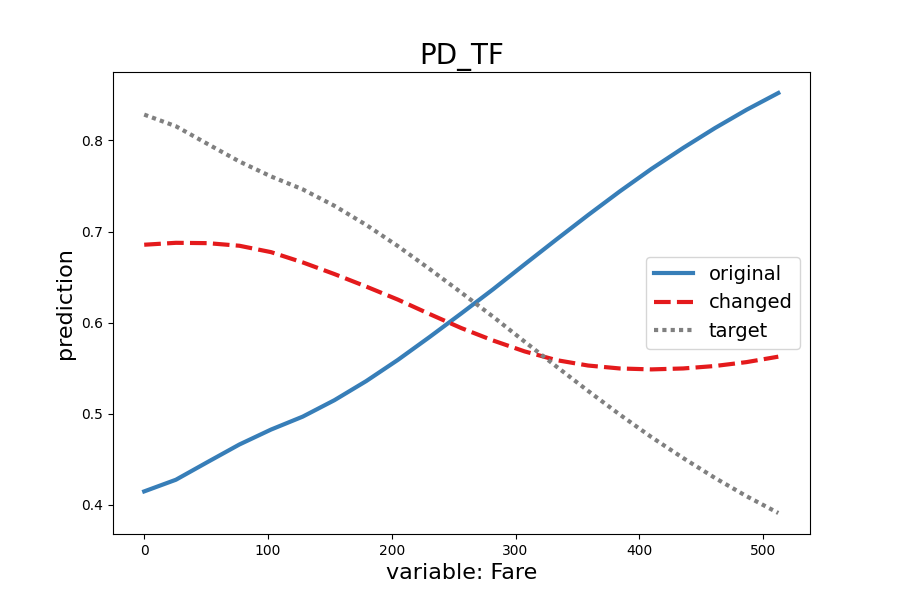 PD_TF
prediction
0.8
0.7
0.6
0.5
0.4
original
changed
target
0 100 200 300 400 500
variable: Fare